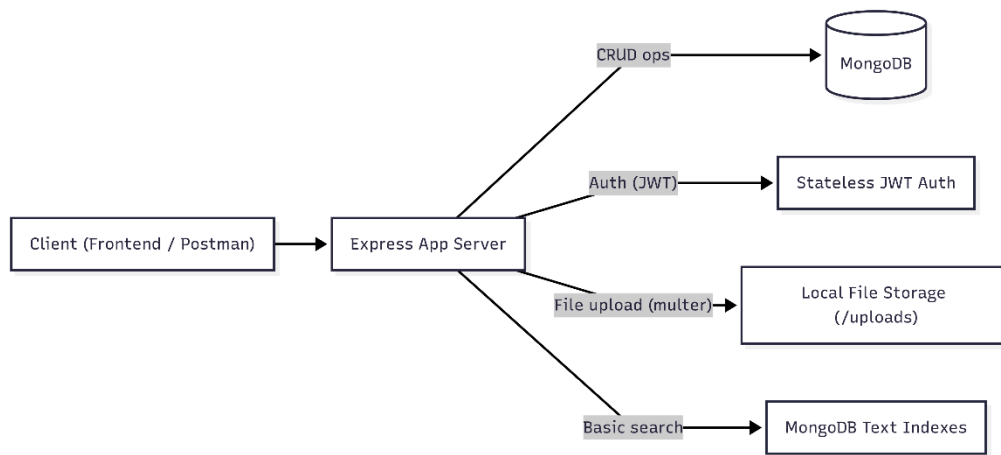 CRUD ops
MongoDB
Auth (JWT)
Stateless JWT Auth
Client (Frontend / Postman)
Express App Server
File upload (multer)
Local File Storage
(/uploads)
Basic search
MongoDB Text Indexes